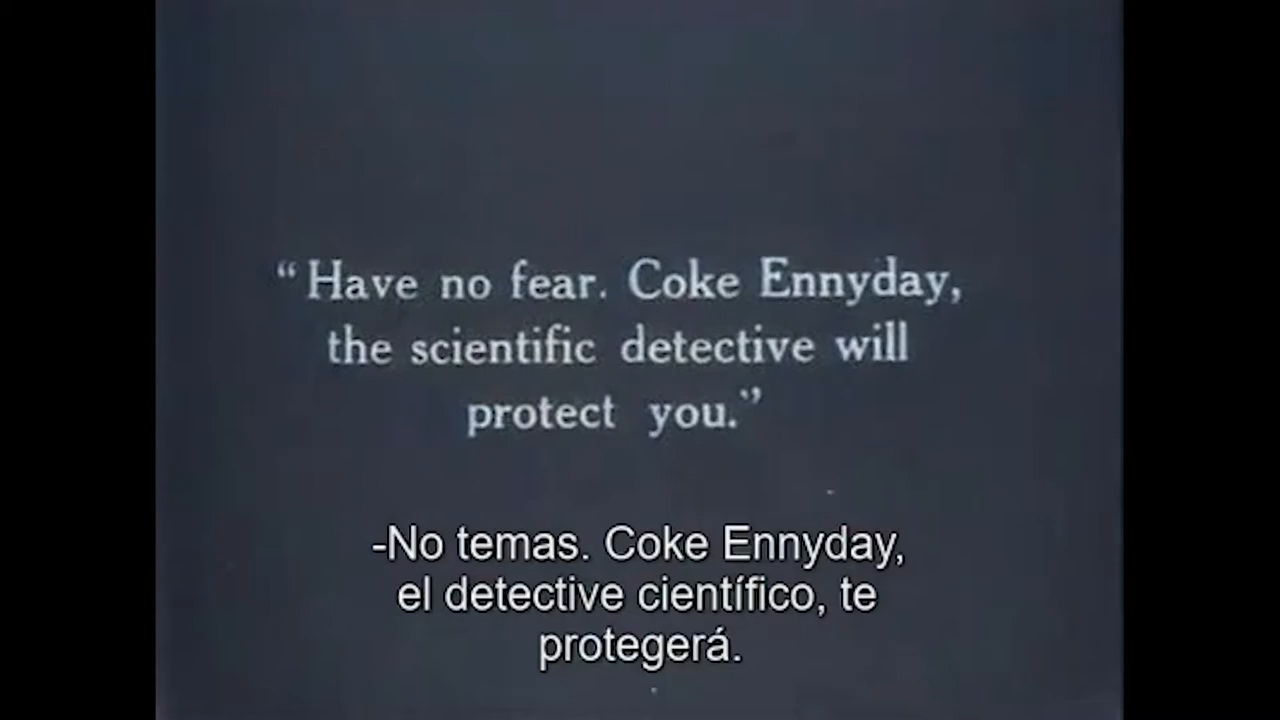 “Have no fear. Coke Ennyday,
the scientific detective will
protect you.”
-No temas. Coke Ennyday,
el detective científico, te
protegerá.